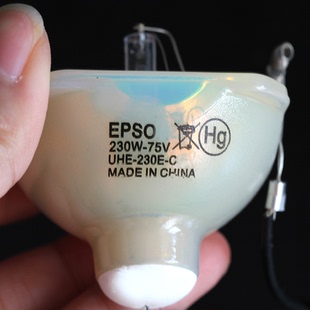 EPSO
230W-75V
UHE-230E-C
MADE IN CHINA
Hg